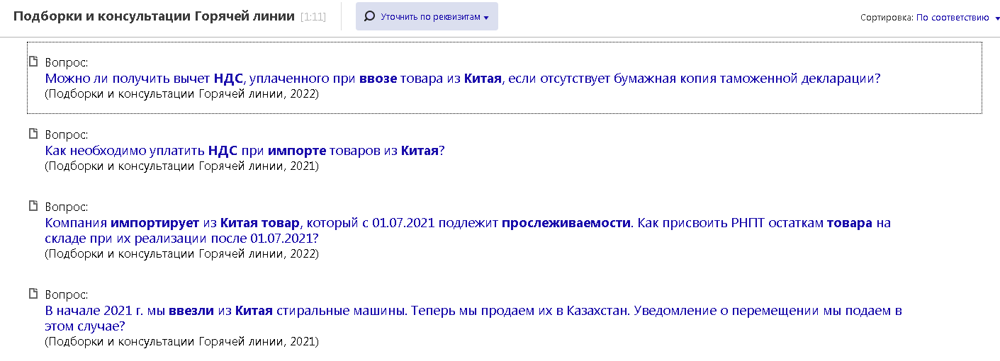 Подборки и консультации Горячей линии [1:11]
Уточнить по реквизитам
Сортировка: По соответствию
Вопрос:
Можно ли получить вычет НДС, уплаченного при ввозе товара из Китая, если отсутствует бумажная копия таможенной декларации?
(Подборки и консультации Горячей линии, 2022)
Вопрос:
Как необходимо уплатить НДС при импорте товаров из Китая?
(Подборки и консультации Горячей линии, 2021)
Вопрос:
Компания импортирует из Китая товар, который с 01.07.2021 подлежит прослеживаемости. Как присвоить РНПТ остаткам товара на
складе при их реализации после 01.07.2021?
(Подборки и консультации Горячей линии, 2022)
Вопрос:
В начале 2021 г. мы ввезли из Китая стиральные машины. Теперь мы продаем их в Казахстан. Уведомление о перемещении мы подаем в
этом случае?
(Подборки и консультации Горячей линии, 2021)